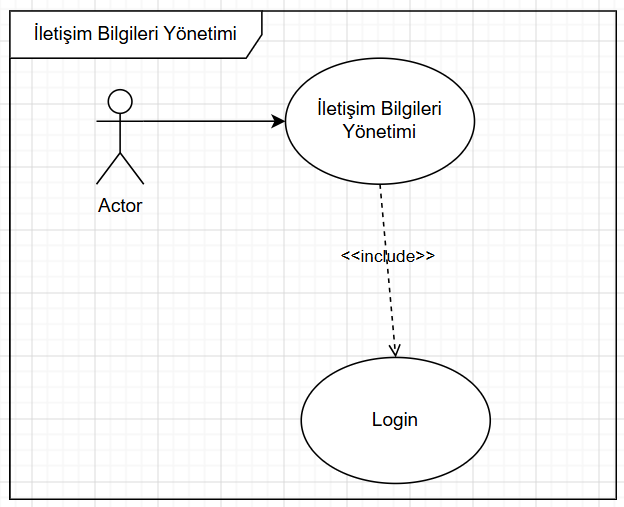 İletişim Bilgileri Yönetimi
İletişim Bilgileri
Yönetimi
Actor
<<include>>
Login